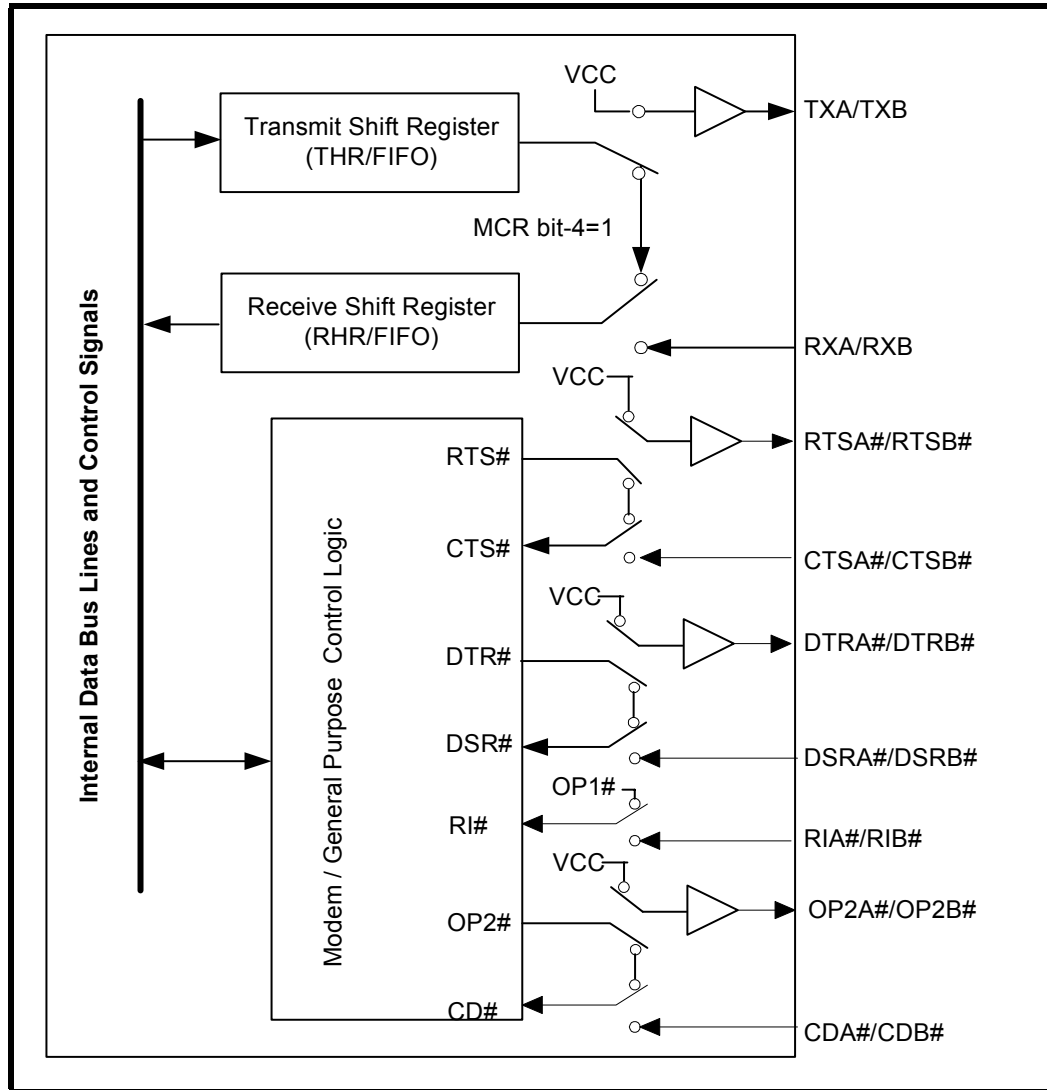 VCC
TXA/TXB
Transmit Shift Register
(THR/FIFO)
MCR bit-4=1
Receive Shift Register
(RHR/FIFO)
RXA/RXB
VCC
RTSA#/RTSB#
RTS#
CTS#
CTSA#/CTSB#
VCC
DTRA#/DTRB#
DTR#
DSR#
DSRA#/DSRB#
OP1#
RI#
RIA#/RIB#
VCC
OP2A#/OP2B#
OP2#
CD#
CDA#/CDB#
Internal Data Bus Lines and Control Signals
Modem / General Purpose Control Logic